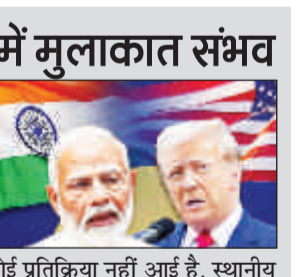 में मुलाकात संभव
कोई प्रतिक्रिया नहीं आई है. स्थानीय